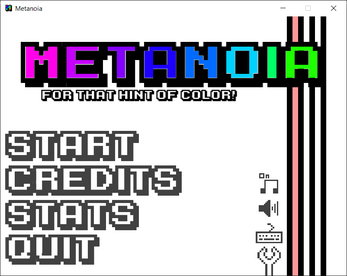 Metanoia
METANOIA
FOR THAT HINT OF COLOR!
START
CREDITS
STATS
QUIT